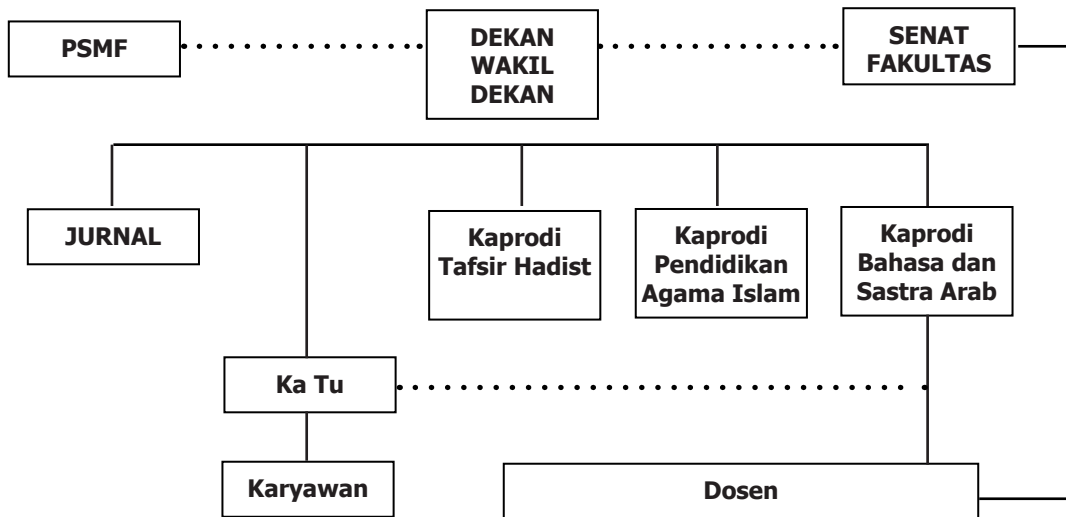 PSMF
DEKAN
WAKIL
DEKAN
SENAT
FAKULTAS
JURNAL
Kaprodi
Tafsir Hadist
Kaprodi
Pendidikan
Agama Islam
Kaprodi
Bahasa dan
Sastra Arab
Ka Tu
Karyawan
Dosen